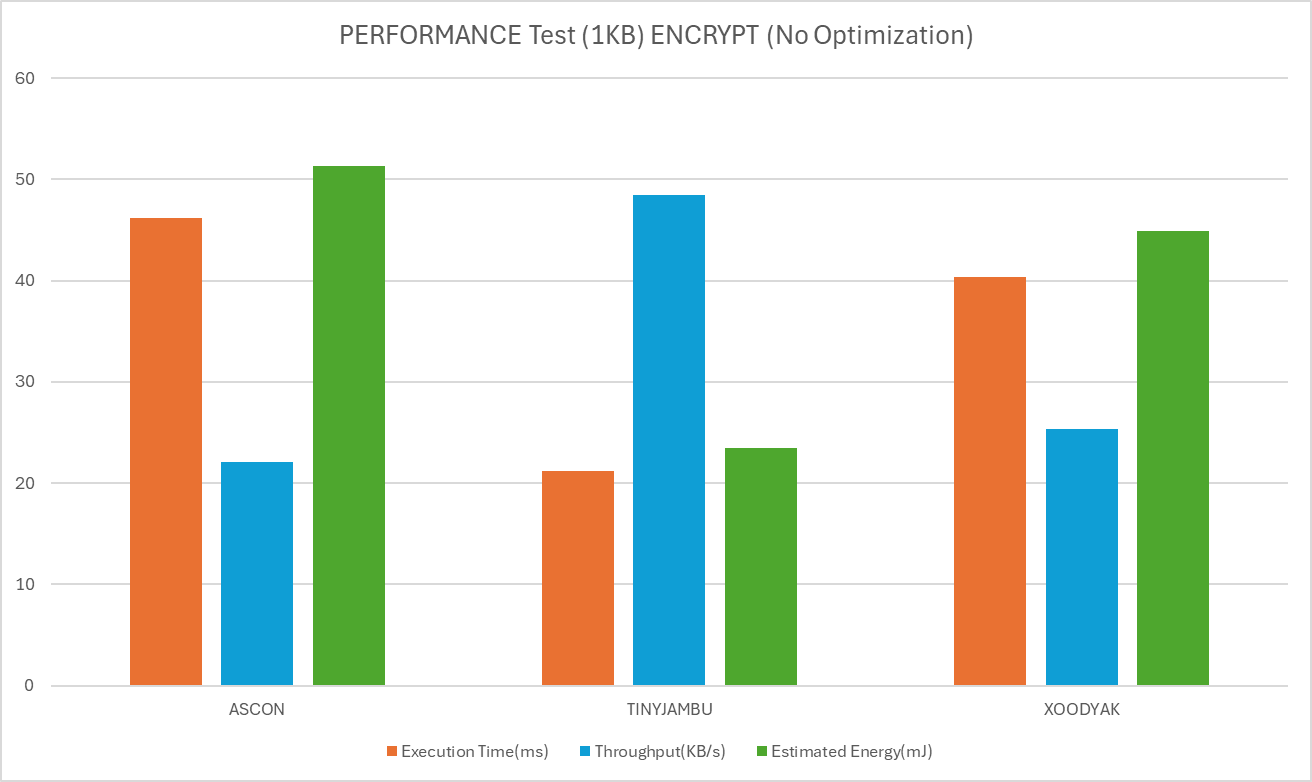 PERFORMANCE Test (1KB) ENCRYPT (No Optimization)
60
50
40
30
20
10
0
ASCON TINYJAMBU XOODYAK
Execution Time(ms) Throughput(KB/s) Estimated Energy(mJ)